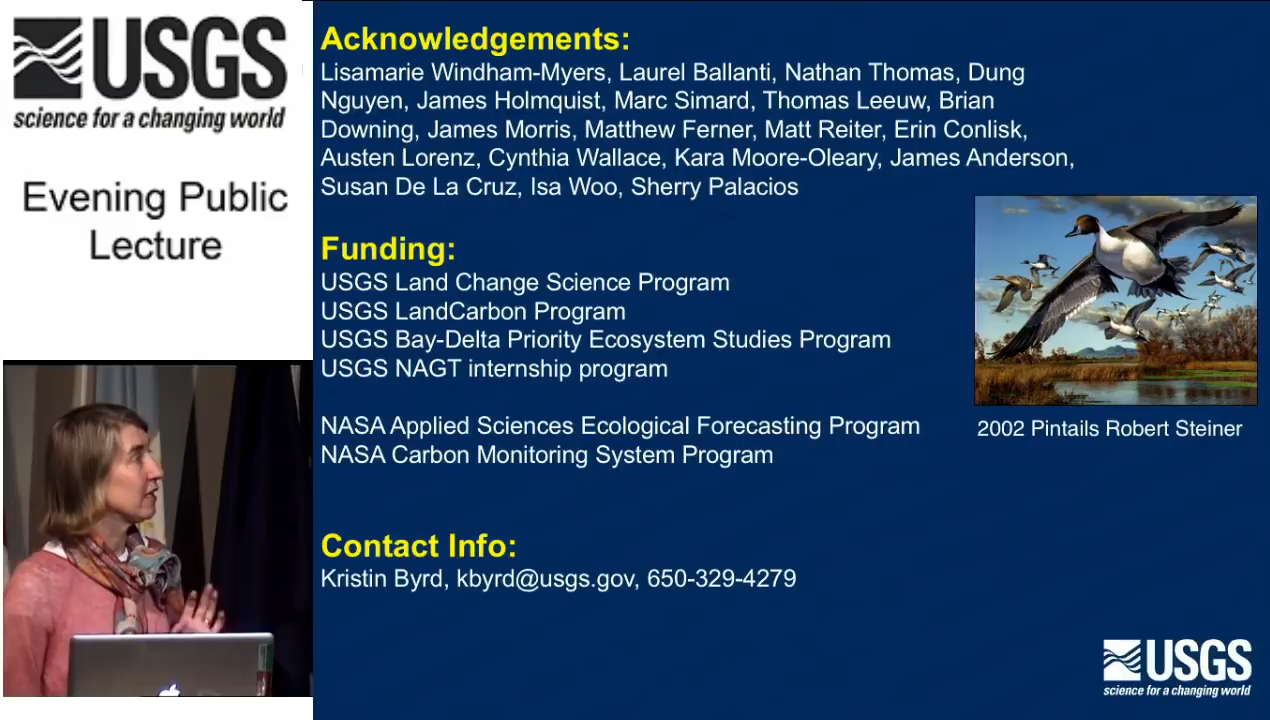 USGS
science for a changing world
Evening Public
Lecture
Acknowledgements:
Lisamarie Windham-Myers, Laurel Ballanti, Nathan Thomas, Dung
Nguyen, James Holmquist, Marc Simard, Thomas Leeuw, Brian
Downing, James Morris, Matthew Ferner, Matt Reiter, Erin Conlisk,
Austen Lorenz, Cynthia Wallace, Kara Moore-Oleary, James Anderson,
Susan De La Cruz, Isa Woo, Sherry Palacios
Funding:
USGS Land Change Science Program
USGS LandCarbon Program
USGS Bay-Delta Priority Ecosystem Studies Program
USGS NAGT internship program
NASA Applied Sciences Ecological Forecasting Program
NASA Carbon Monitoring System Program
2002 Pintails Robert Steiner
Contact Info:
Kristin Byrd, kbyrd@usgs.gov, 650-329-4279
USGS
science for a changing world